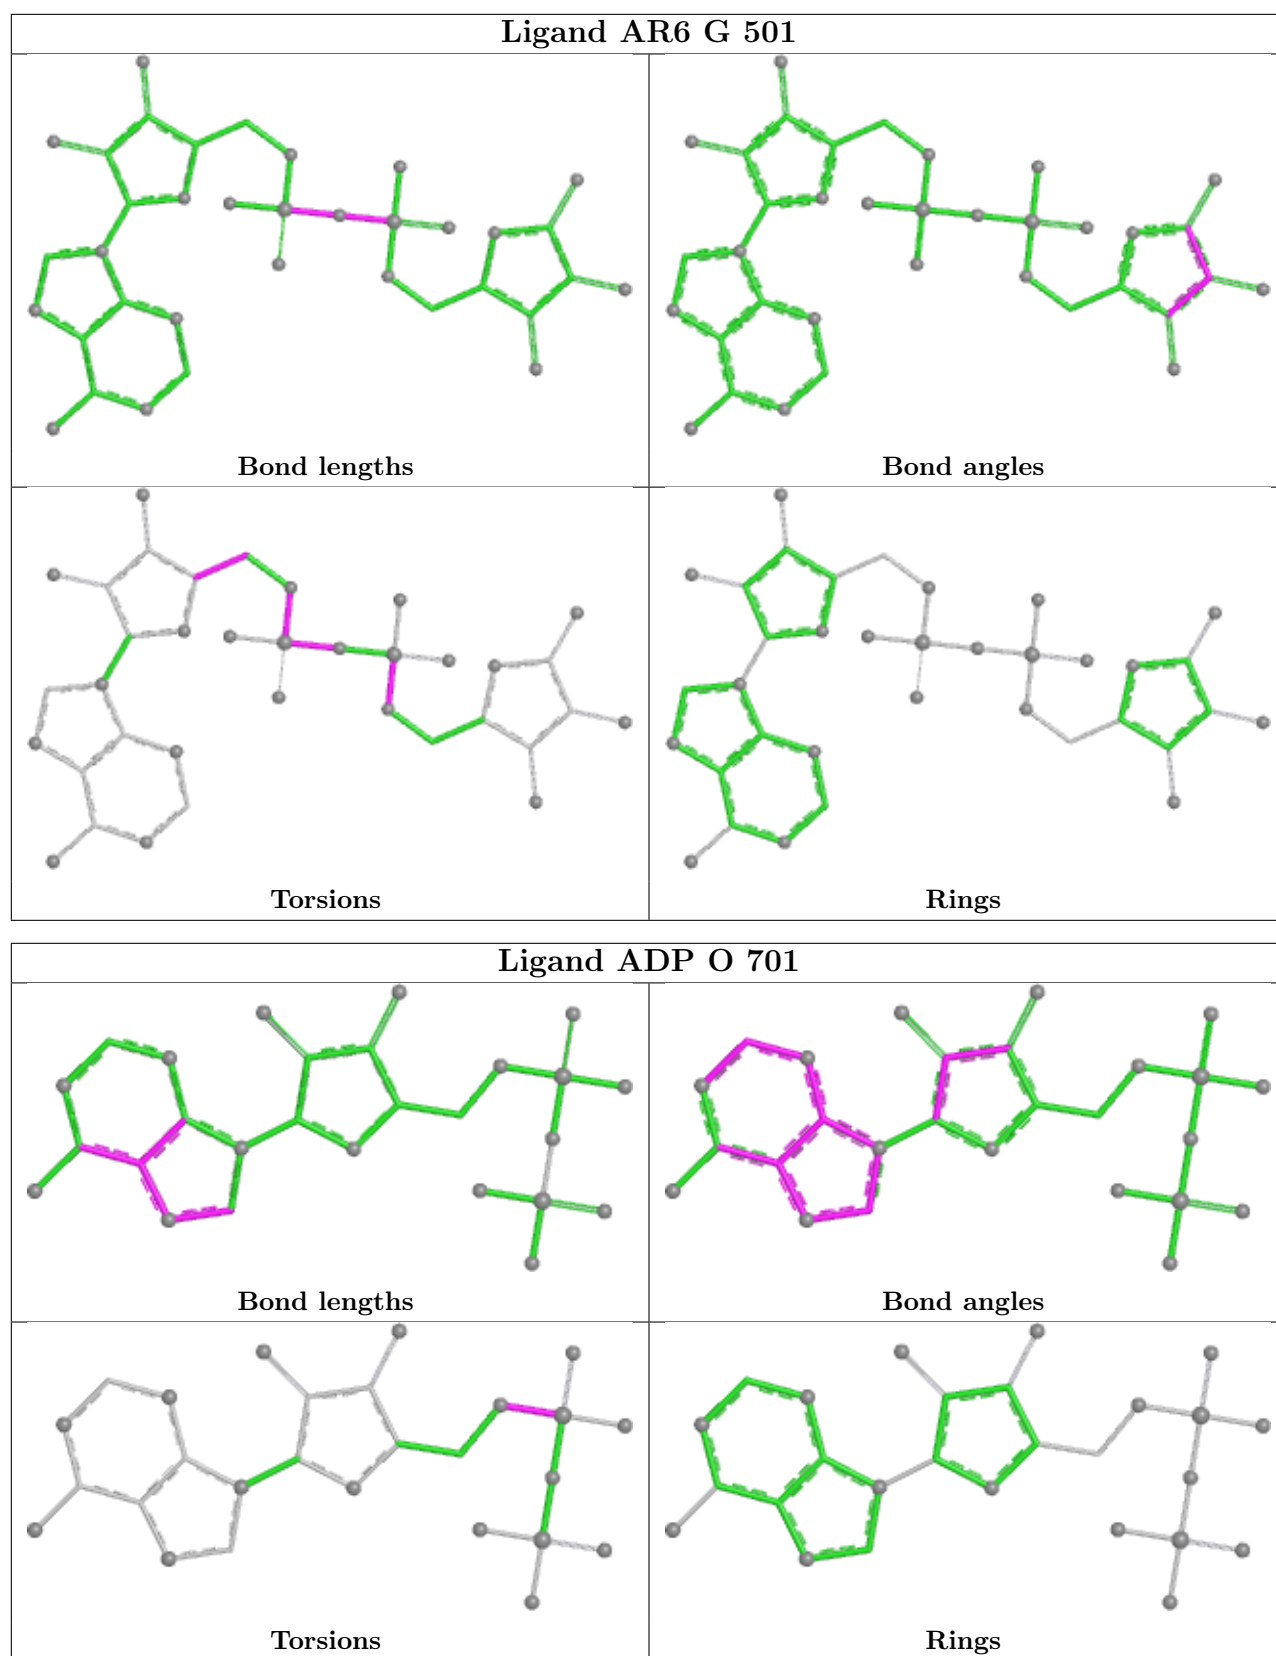 Ligand AR6 G 501
Bond lengths
Bond angles
Torsions
Rings
Ligand ADP O 701
Bond lengths
Bond angles
Torsions
Rings